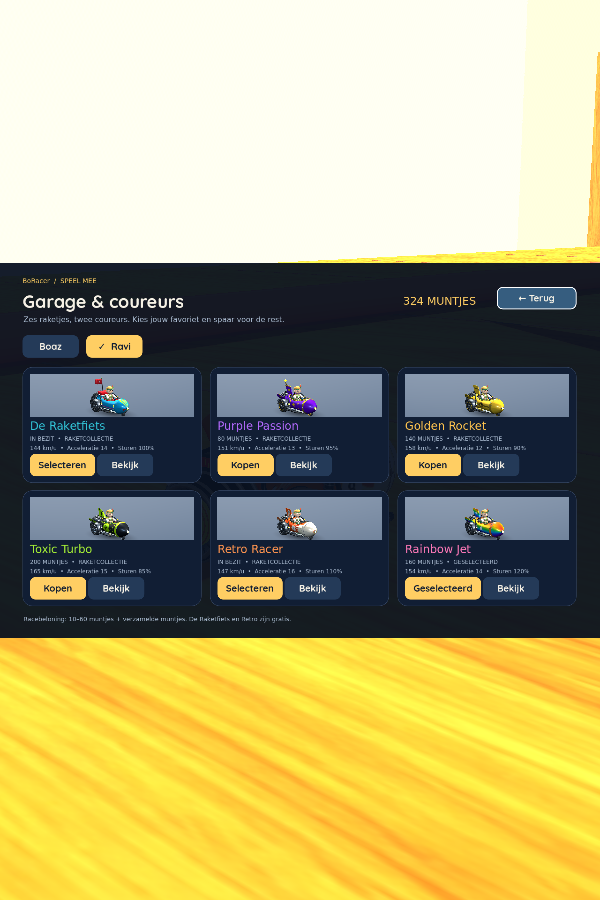 BoRacer / SPEEL MEE
Garage & coureurs
324 MUNTJES
← Terug
Zes raketjes, twee coureurs. Kies jouw favoriet en spaar voor de rest.
Boaz
✓ Ravi
De Raketfiets
IN BEZIT • RAKETCOLLECTIE
144 km/u • Acceleratie 14 • Sturen 100%
Selecteren
Bekijk
Purple Passion
80 MUNTJES • RAKETCOLLECTIE
151 km/u • Acceleratie 13 • Sturen 95%
Kopen
Bekijk
Golden Rocket
140 MUNTJES • RAKETCOLLECTIE
158 km/u • Acceleratie 12 • Sturen 90%
Kopen
Bekijk
Toxic Turbo
200 MUNTJES • RAKETCOLLECTIE
165 km/u • Acceleratie 15 • Sturen 85%
Kopen
Bekijk
Retro Racer
IN BEZIT • RAKETCOLLECTIE
147 km/u • Acceleratie 16 • Sturen 110%
Selecteren
Bekijk
Rainbow Jet
160 MUNTJES • GESELECTEERD
154 km/u • Acceleratie 14 • Sturen 120%
Geselecteerd
Bekijk
Racebeloning: 10–60 muntjes + verzamelde muntjes. De Raketfiets en Retro zijn gratis.